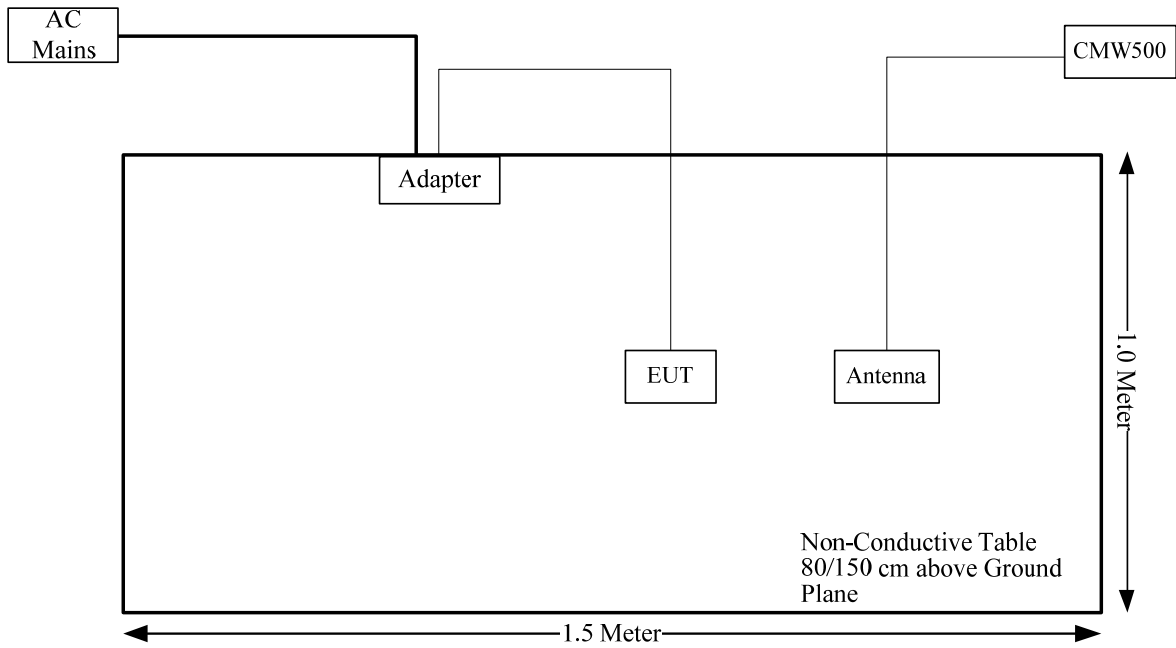 AC
Mains
CMW500
Adapter
EUT
Antenna
1.0 Meter
Non-Conductive Table
80/150 cm above Ground
Plane
1.5 Meter